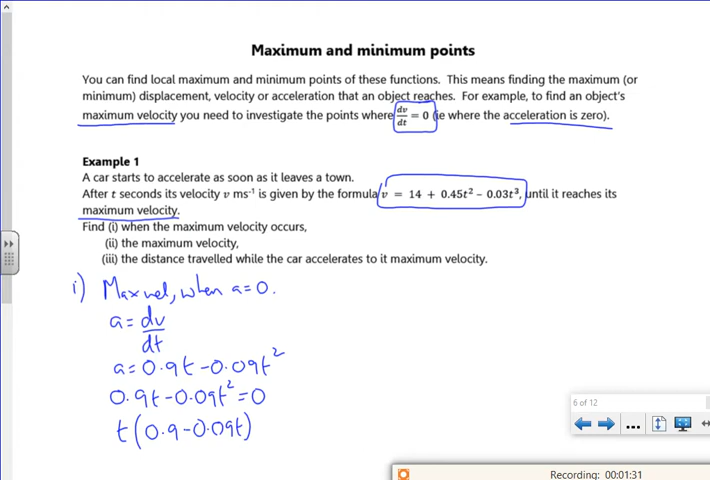 Maximum and minimum points
You can find local maximum and minimum points of these functions. This means finding the maximum (or
minimum) displacement, velocity or acceleration that an object reaches. For example, to find an object's
maximum velocity you need to investigate the points where dv/dt = 0 (ie where the acceleration is zero).
Example 1
A car starts to accelerate as soon as it leaves a town.
After t seconds its velocity v ms⁻¹ is given by the formula v = 14 + 0.45t² − 0.03t³, until it reaches its
maximum velocity.
Find (i) when the maximum velocity occurs,
(ii) the maximum velocity,
(iii) the distance travelled while the car accelerates to it maximum velocity.
i) Max vel, when a=0.
a = dv/dt
a = 0.9t - 0.09t²
0.9t - 0.09t² = 0
t(0.9 - 0.09t)
6 of 12
...
Recording: 00:01:31